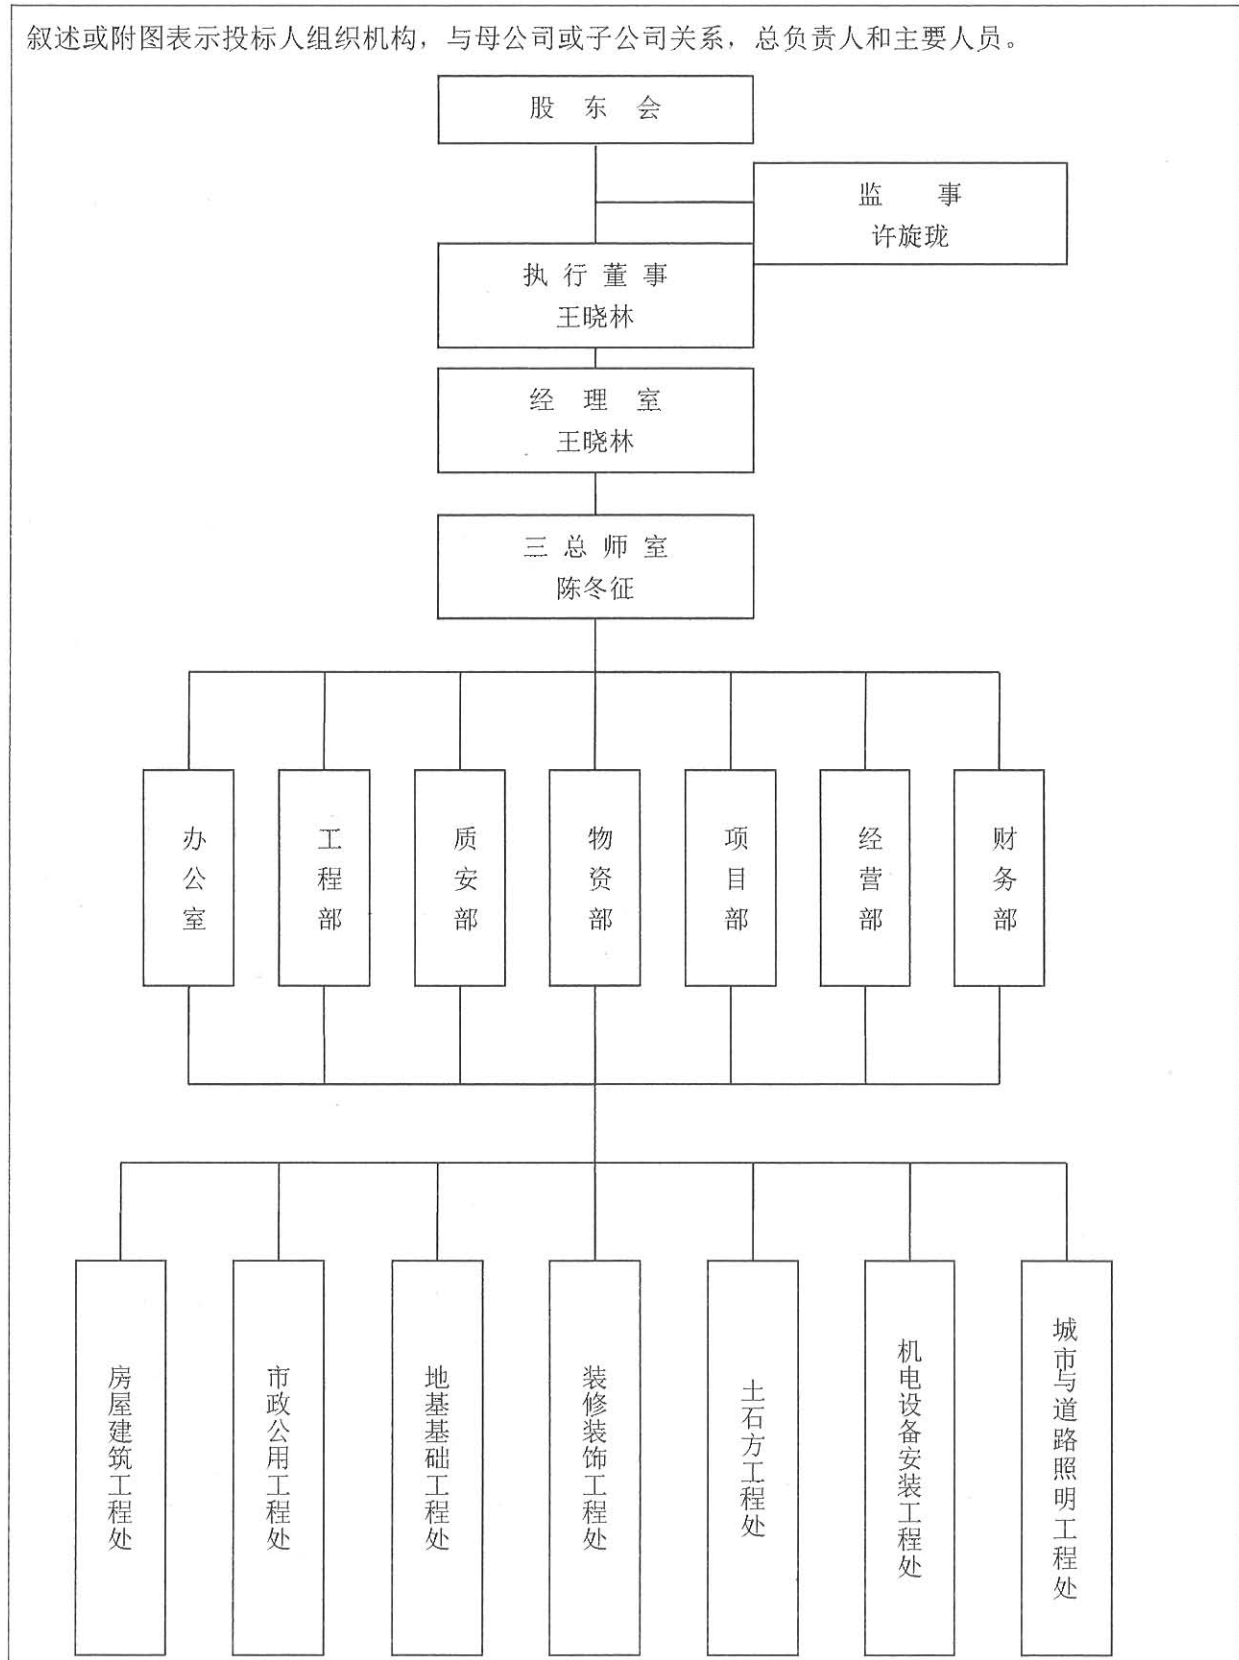 叙述或附图表示投标人组织机构，与母公司或子公司关系，总负责人和主要人员。
股 东 会
监 事
许旋珑
执 行 董 事
王晓林
经 理 室
王晓林
三 总 师 室
陈冬征
办公室
工程部
质安部
物资部
项目部
经营部
财务部
房屋建筑工程处
市政公用工程处
地基基础工程处
装修装饰工程处
土石方工程处
机电设备安装工程处
城市与道路照明工程处